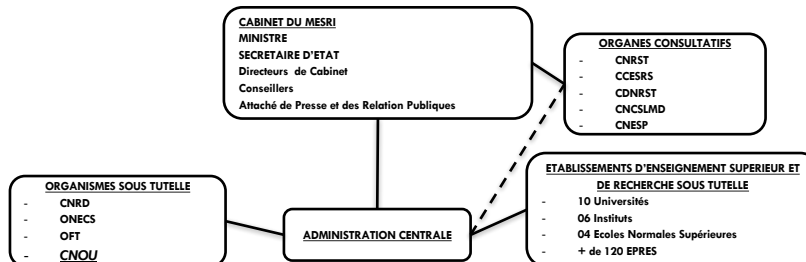 CABINET DU MESRI
MINISTRE
SECRETAIRE D'ETAT
Directeurs de Cabinet
Conseillers
Attaché de Presse et des Relation Publiques
ORGANES CONSULTATIFS
- CNRST
- CCESRS
- CDNRST
- CNCSLMD
- CNESP
ORGANISMES SOUS TUTELLE
- CNRD
- ONECS
- OFT
- CNOU
ADMINISTRATION CENTRALE
ETABLISSEMENTS D'ENSEIGNEMENT SUPERIEUR ET
DE RECHERCHE SOUS TUTELLE
- 10 Universités
- 06 Instituts
- 04 Ecoles Normales Supérieures
- + de 120 EPRES